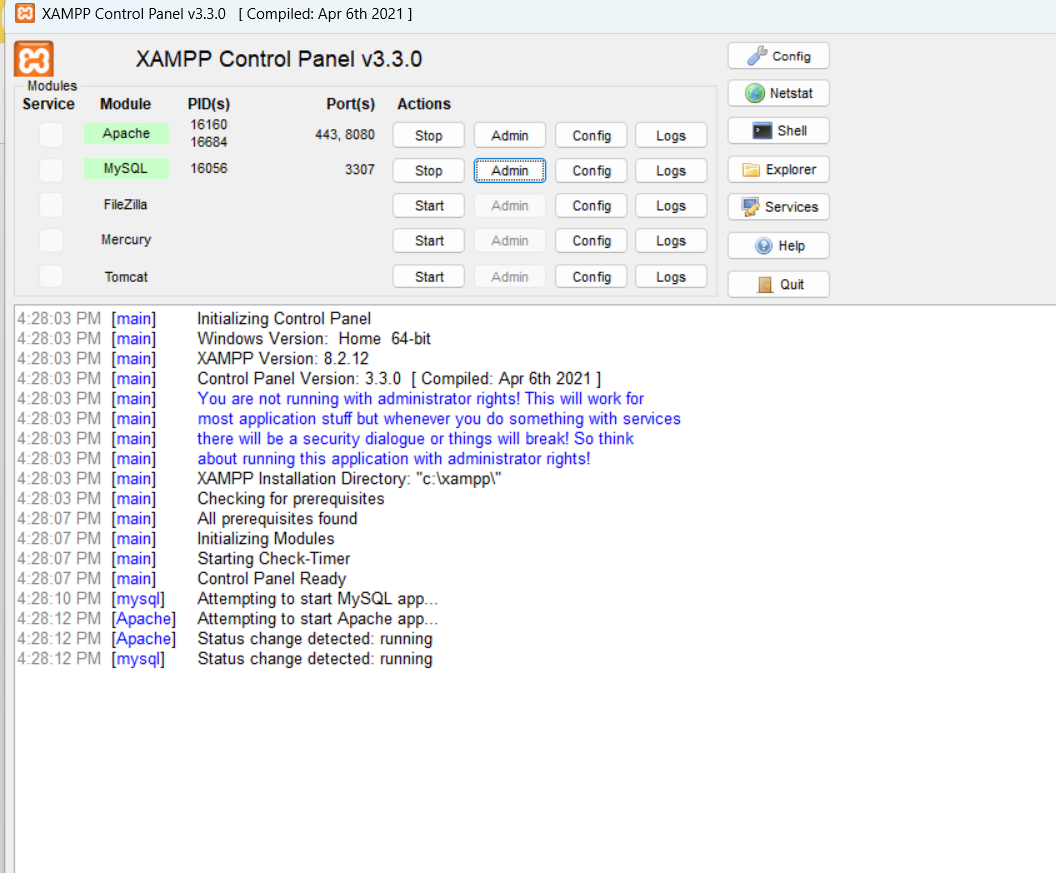 XAMPP Control Panel v3.3.0   [ Compiled: Apr 6th 2021 ]
XAMPP Control Panel v3.3.0
Config
Modules
Service Module PID(s) Port(s) Actions
Netstat
Apache 16160 16684 443, 8080 Stop Admin Config Logs
Shell
MySQL 16056 3307 Stop Admin Config Logs
Explorer
FileZilla Start Admin Config Logs
Services
Mercury Start Admin Config Logs
Help
Tomcat Start Admin Config Logs
Quit
4:28:03 PM [main] Initializing Control Panel
4:28:03 PM [main] Windows Version:  Home  64-bit
4:28:03 PM [main] XAMPP Version: 8.2.12
4:28:03 PM [main] Control Panel Version: 3.3.0  [ Compiled: Apr 6th 2021 ]
4:28:03 PM [main] You are not running with administrator rights! This will work for
4:28:03 PM [main] most application stuff but whenever you do something with services
4:28:03 PM [main] there will be a security dialogue or things will break! So think
4:28:03 PM [main] about running this application with administrator rights!
4:28:03 PM [main] XAMPP Installation Directory: "c:\xampp\"
4:28:03 PM [main] Checking for prerequisites
4:28:07 PM [main] All prerequisites found
4:28:07 PM [main] Initializing Modules
4:28:07 PM [main] Starting Check-Timer
4:28:07 PM [main] Control Panel Ready
4:28:10 PM [mysql] Attempting to start MySQL app...
4:28:12 PM [Apache] Attempting to start Apache app...
4:28:12 PM [Apache] Status change detected: running
4:28:12 PM [mysql] Status change detected: running